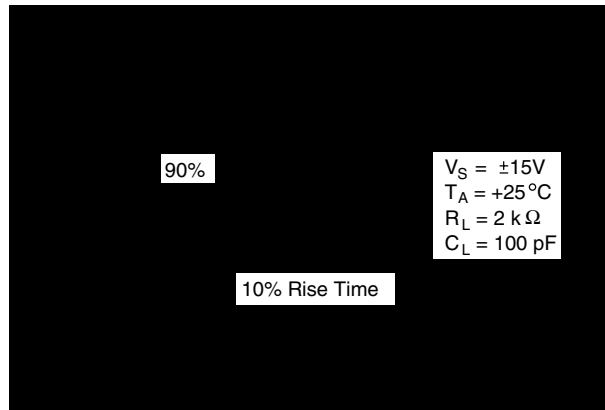 90%
V_S = ±15V
T_A = +25°C
R_L = 2 kΩ
C_L = 100 pF
10% Rise Time